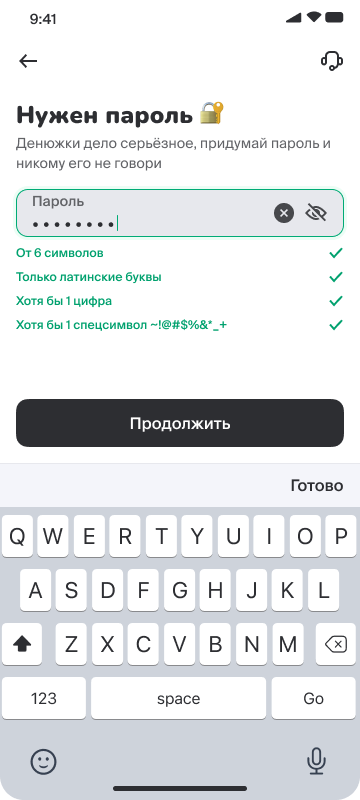 9:41
Нужен пароль
Денюжки дело серьёзное, придумай пароль и
никому его не говори
Пароль
••••••••
От 6 символов
Только латинские буквы
Хотя бы 1 цифра
Хотя бы 1 спецсимвол ~!@#$%&*_+
Продолжить
Готово
Q W E R T Y U I O P
A S D F G H J K L
Z X C V B N M
123 space Go